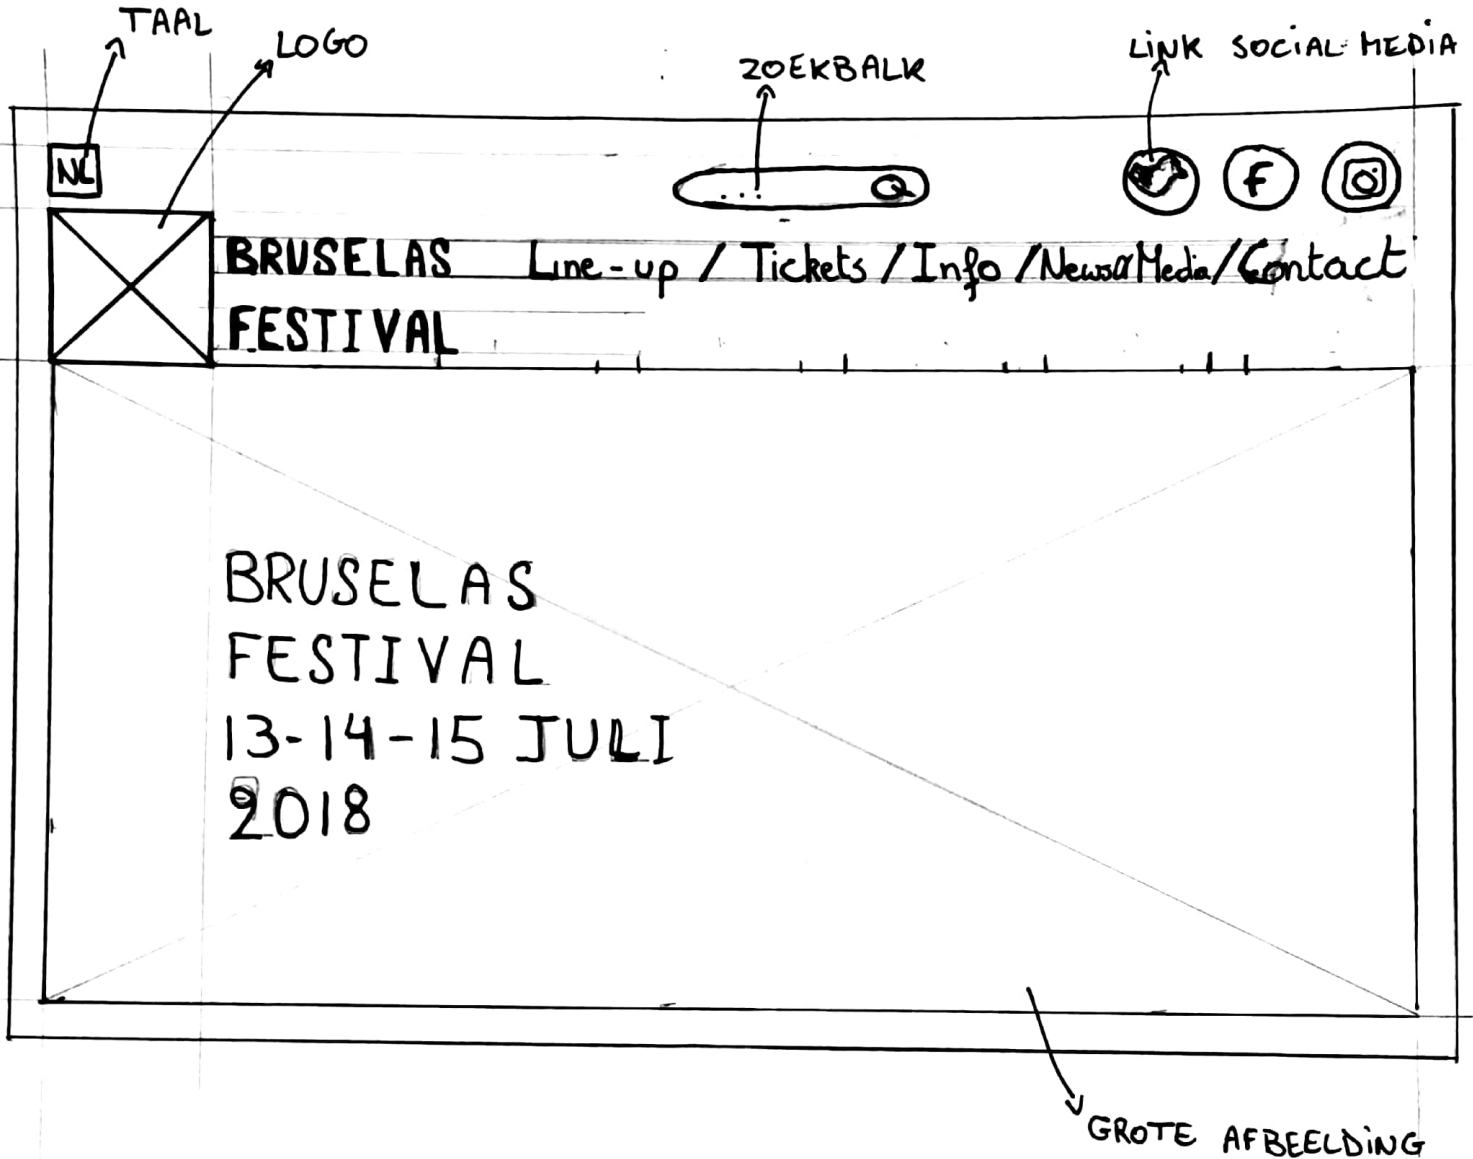 TAAL
LOGO
ZOEKBALK
LINK SOCIAL MEDIA
NL
...
f
BRUSELAS
FESTIVAL
Line-up / Tickets / Info / News& Media / Contact
BRUSELAS
FESTIVAL
13-14-15 JULI
2018
GROTE AFBEELDING